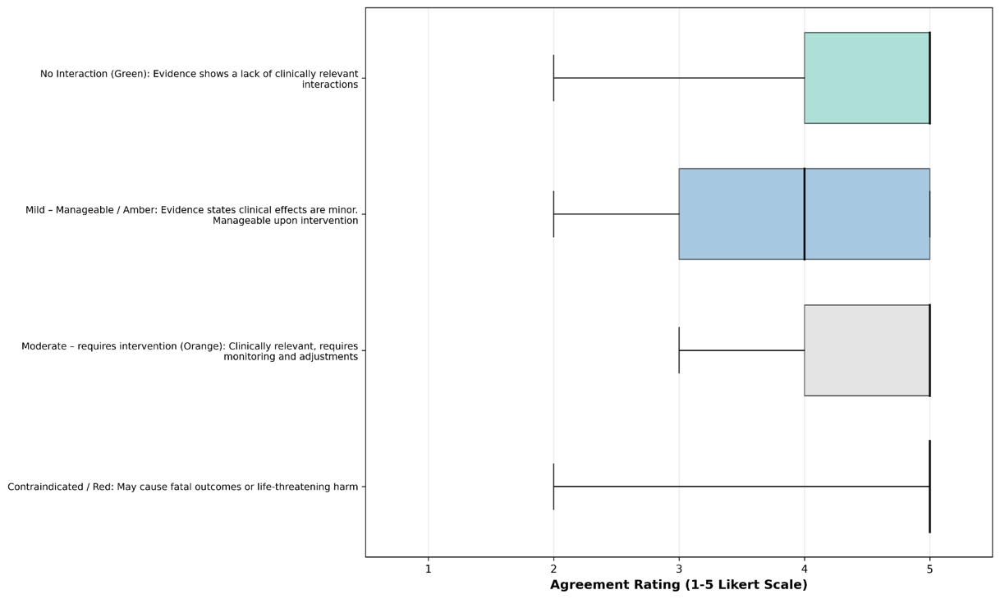 No Interaction (Green): Evidence shows a lack of clinically relevant
interactions
Mild – Manageable / Amber: Evidence states clinical effects are minor.
Manageable upon intervention
Moderate – requires intervention (Orange): Clinically relevant, requires
monitoring and adjustments
Contraindicated / Red: May cause fatal outcomes or life-threatening harm
1 2 3 4 5
Agreement Rating (1-5 Likert Scale)